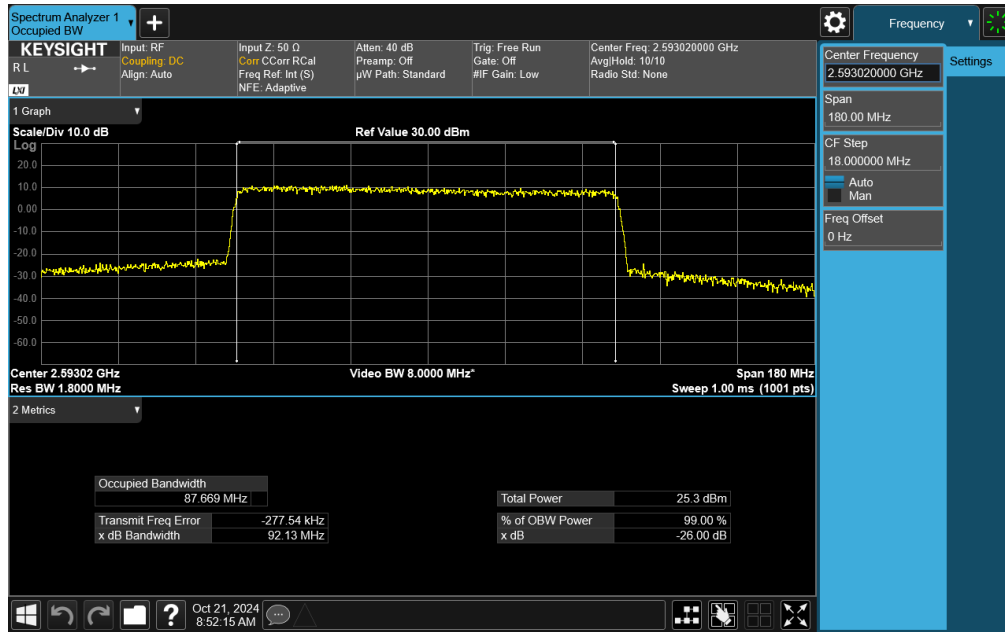 Spectrum Analyzer 1
Occupied BW
Frequency
KEYSIGHT
R L
LXI
Input: RF
Coupling: DC
Align: Auto
Input Z: 50 Ω
Corr CCorr RCal
Freq Ref: Int (S)
NFE: Adaptive
Atten: 40 dB
Preamp: Off
µW Path: Standard
Trig: Free Run
Gate: Off
#IF Gain: Low
Center Freq: 2.593020000 GHz
Avg|Hold: 10/10
Radio Std: None
Center Frequency
2.593020000 GHz
Settings
Span
180.00 MHz
CF Step
18.000000 MHz
Auto
Man
Freq Offset
0 Hz
1 Graph
Scale/Div 10.0 dB
Ref Value 30.00 dBm
Log
20.0
10.0
0.00
-10.0
-20.0
-30.0
-40.0
-50.0
-60.0
Center 2.59302 GHz
Video BW 8.0000 MHz*
Span 180 MHz
Res BW 1.8000 MHz
Sweep 1.00 ms (1001 pts)
2 Metrics
Occupied Bandwidth
87.669 MHz
Total Power 25.3 dBm
Transmit Freq Error -277.54 kHz
% of OBW Power 99.00 %
x dB Bandwidth 92.13 MHz
x dB -26.00 dB
?
Oct 21, 2024
8:52:15 AM